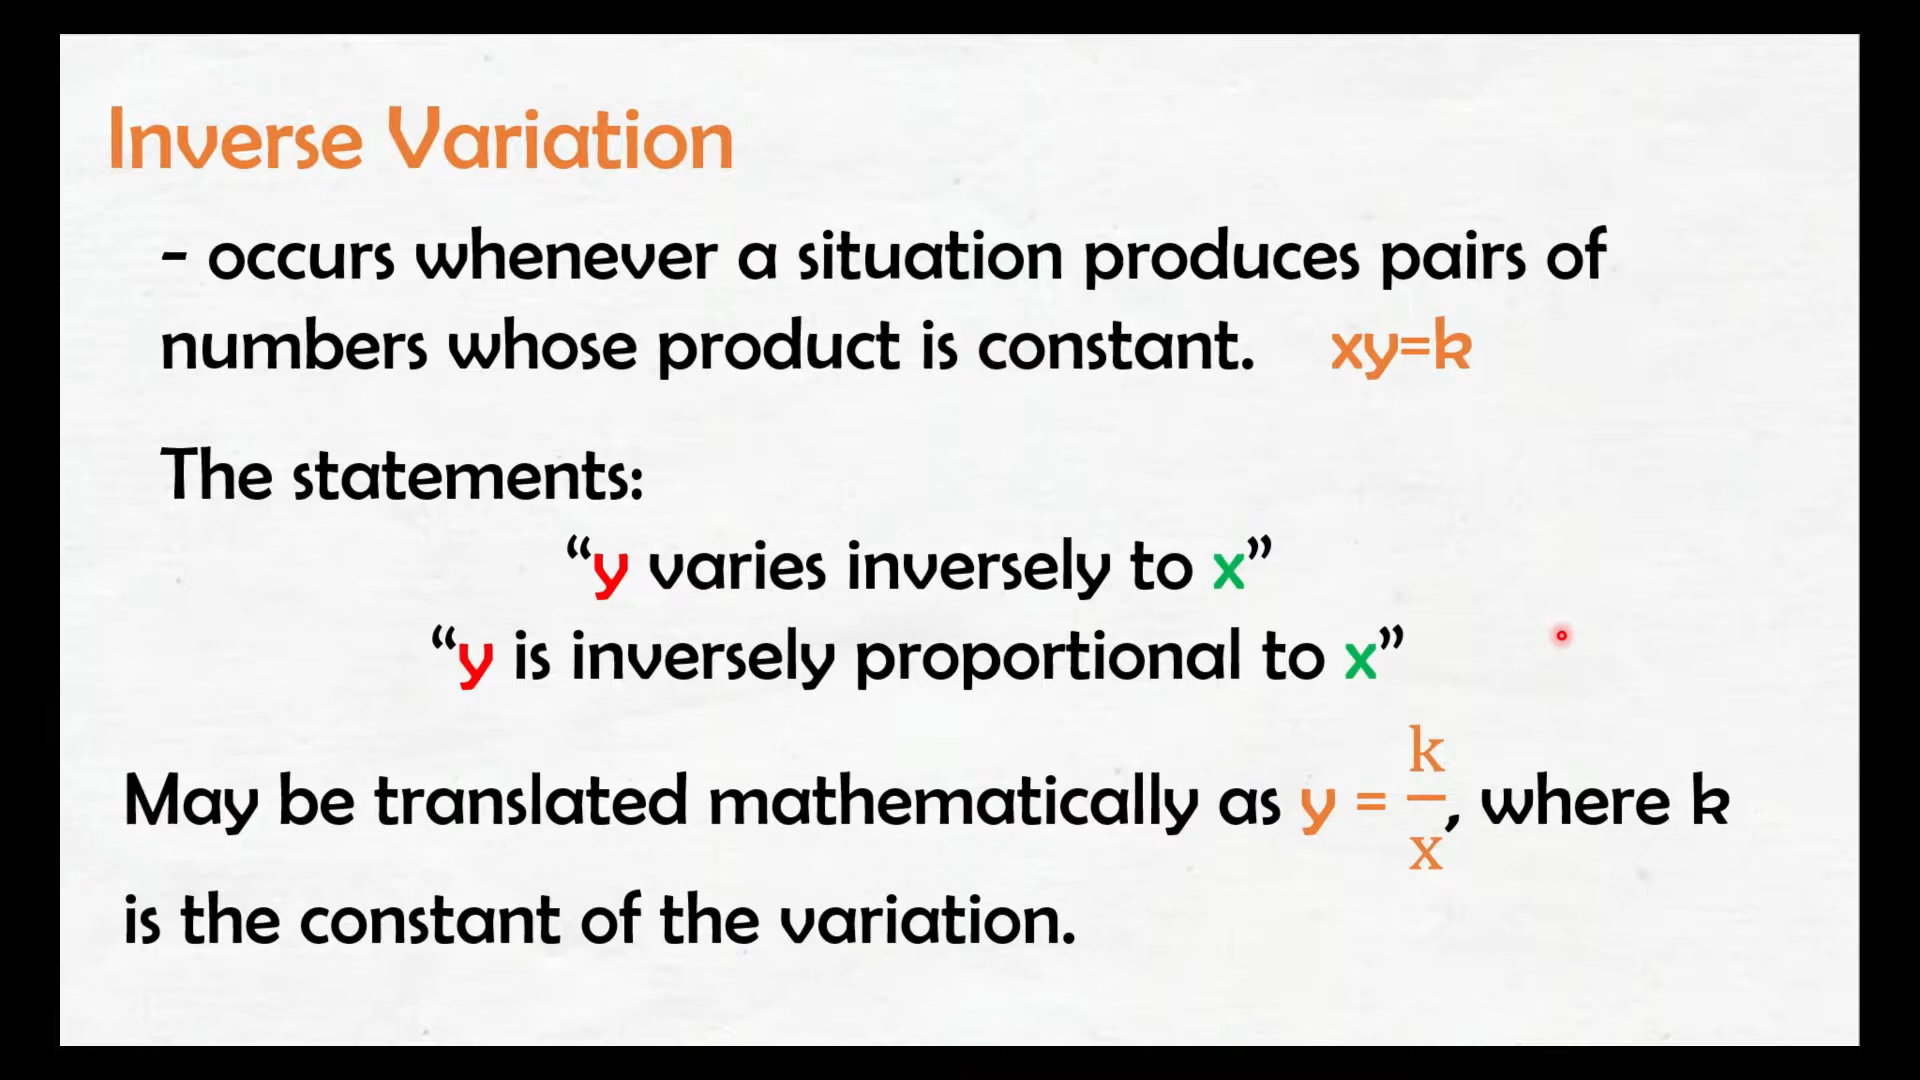 Inverse Variation
- occurs whenever a situation produces pairs of
numbers whose product is constant. xy=k
The statements:
“y varies inversely to x”
“y is inversely proportional to x”
May be translated mathematically as y = k/x, where k
is the constant of the variation.